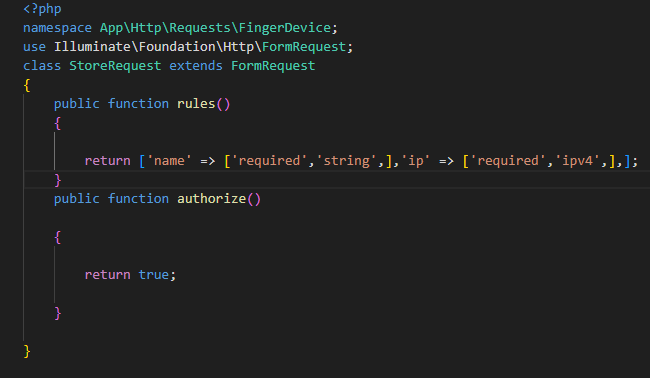 <?php
namespace App\Http\Requests\FingerDevice;
use Illuminate\Foundation\Http\FormRequest;
class StoreRequest extends FormRequest
{
    public function rules()
    {
        return ['name' => ['required','string',],'ip' => ['required','ipv4',],];
    }
    public function authorize()
    {
        return true;
    }
}